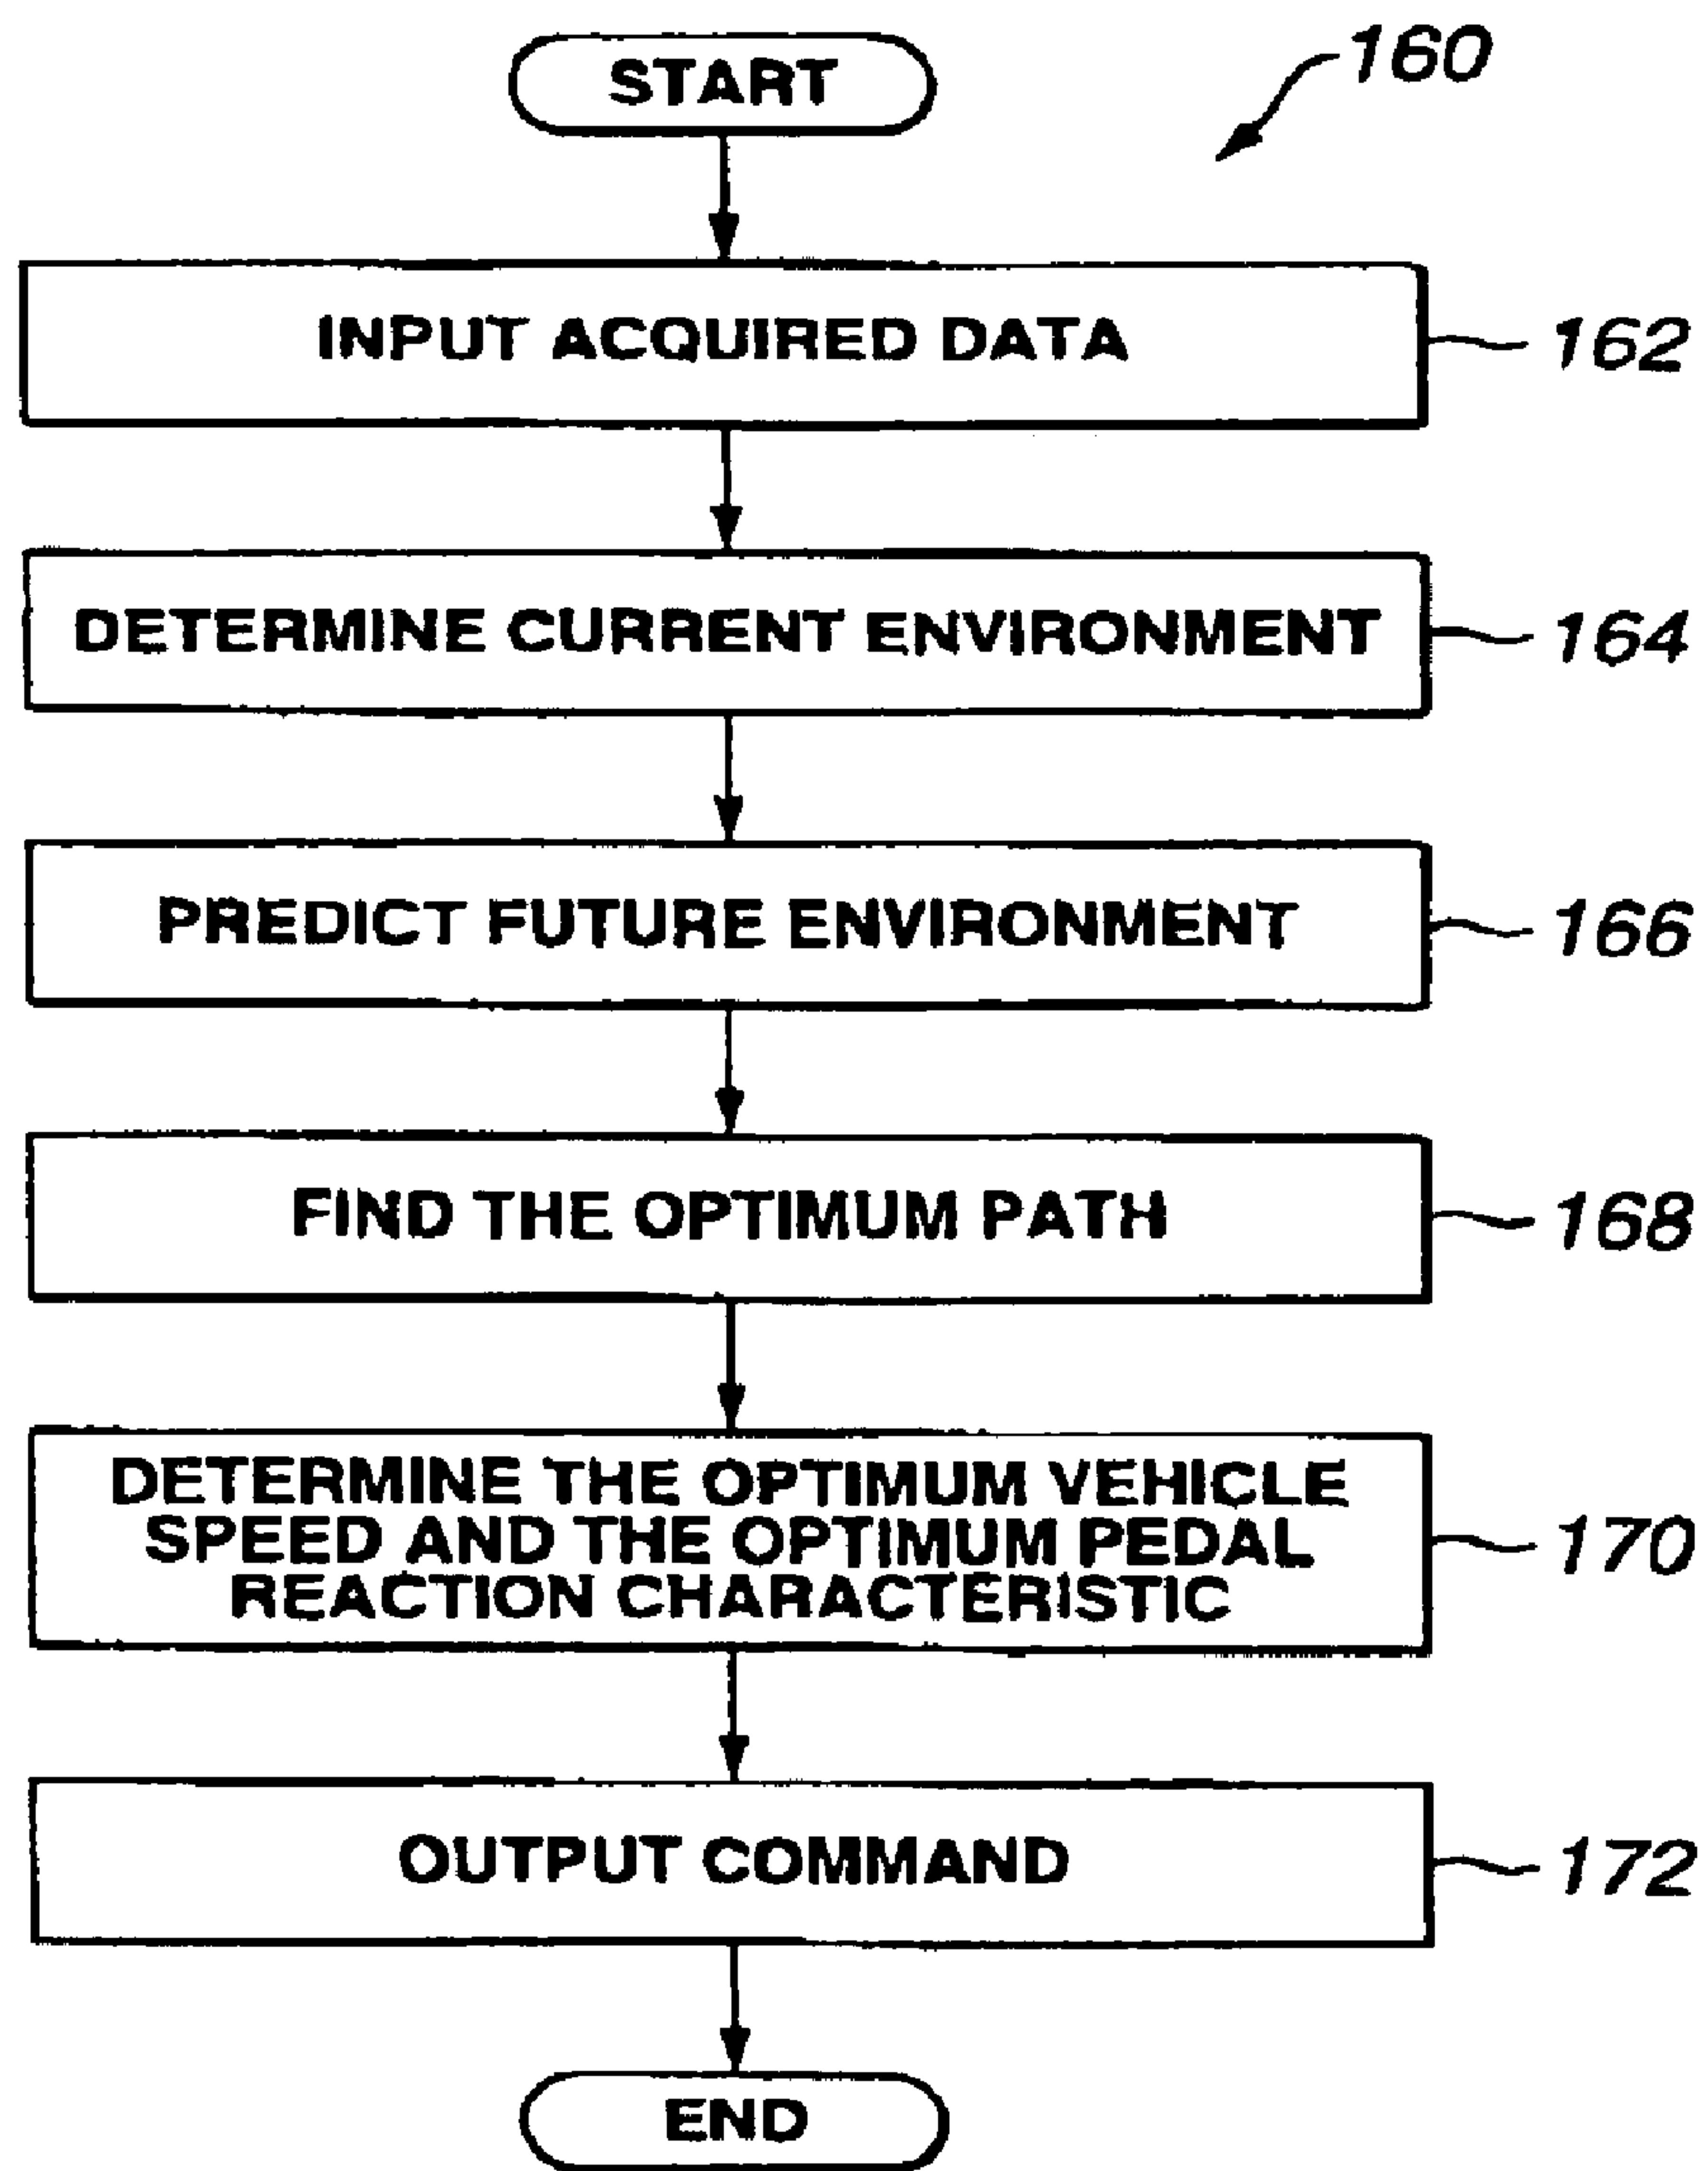 START
160
INPUT ACQUIRED DATA
162
DETERMINE CURRENT ENVIRONMENT
164
PREDICT FUTURE ENVIRONMENT
166
FIND THE OPTIMUM PATH
168
DETERMINE THE OPTIMUM VEHICLE
SPEED AND THE OPTIMUM PEDAL
REACTION CHARACTERISTIC
170
OUTPUT COMMAND
172
END